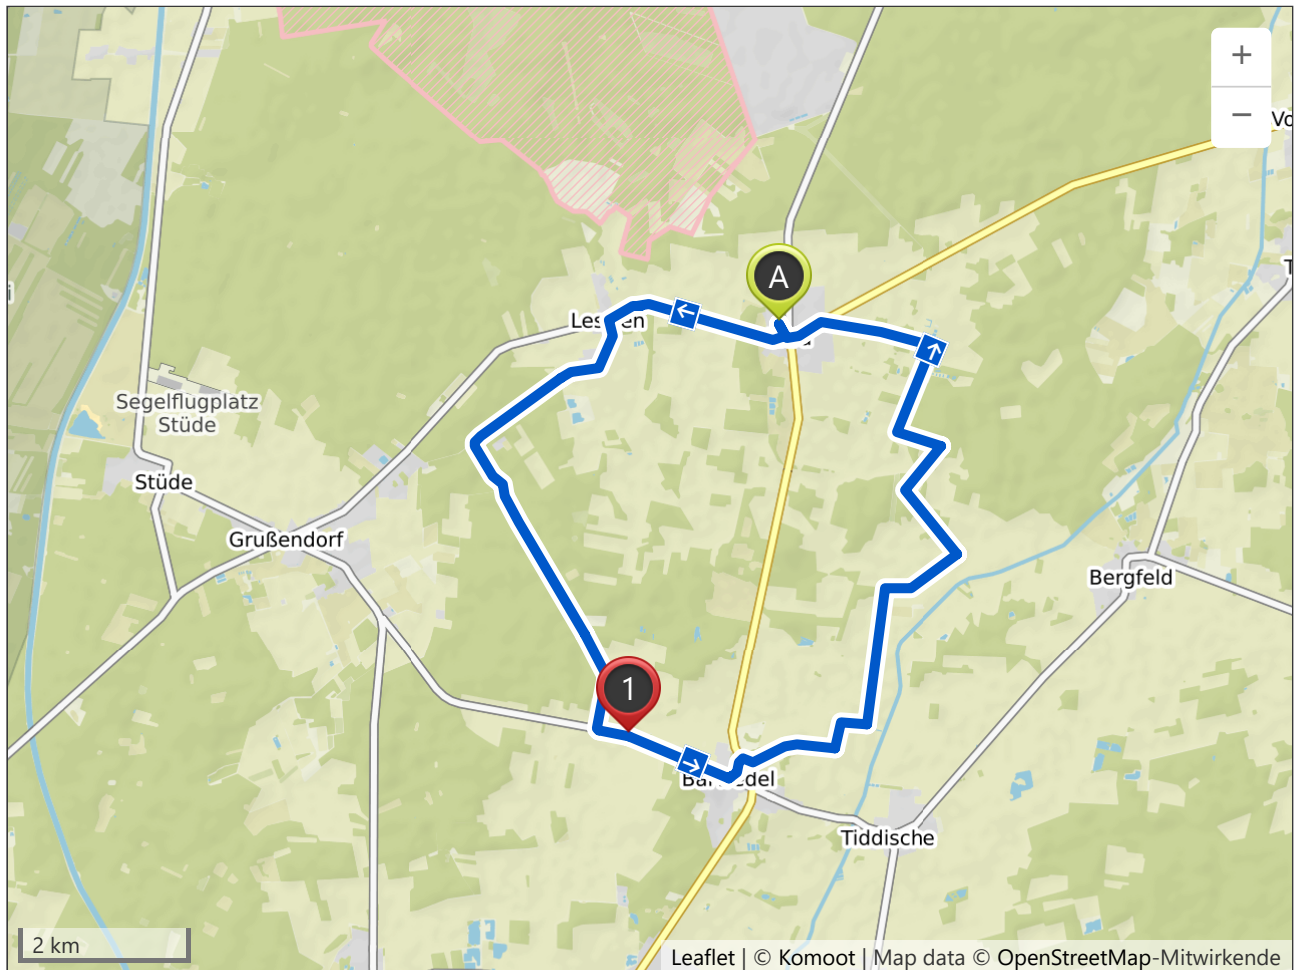 +
−
A
Segelflugplatz
Stüde
Stüde
Grußendorf
Bergfeld
1
Tiddische
2 km
Leaflet | © Komoot | Map data © OpenStreetMap-Mitwirkende